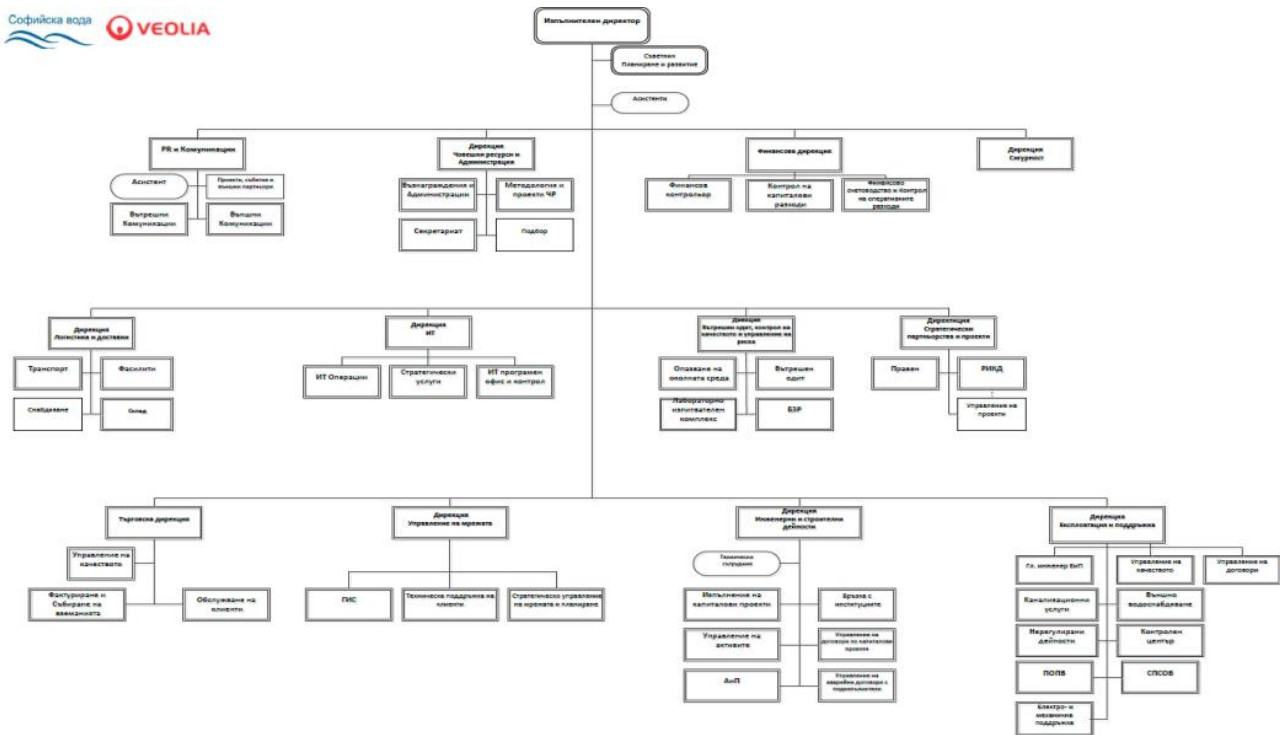 Софийска вода
VEOLIA
Изпълнителен директор
Съветник
Планиране и развитие
Асистенти
PR и Комуникации
Асистент
Проекти, събития и
външни партньори
Вътрешни
Комуникации
Външни
Комуникации
Дирекция
Човешки ресурси и
Администрация
Възнаграждения и
Администрации
Методология и
проекти ЧР
Секретариат
Подбор
Финансова дирекция
Финансов
контрольор
Контрол на
капиталови
разходи
Финансово
счетоводство и Контрол
на оперативните
разходи
Дирекция
Сигурност
Дирекция
Логистика и доставки
Транспорт
Фасилити
Снабдяване
Склад
Дирекция
ИТ
ИТ Операции
Стратегически
услуги
ИТ програмен
офис и контрол
Дирекция
Вътрешен одит, контрол на
качеството и управление на
риска
Опазване на
околната среда
Вътрешен
одит
Лабораторно
изпитвателен
комплекс
БЗР
Стратегически
партньорства и проекти
Правен
РИКД
Управление на
проекти
Търговска дирекция
Управление на
качеството
Фактуриране и
Събиране на
вземанията
Обслужване на
клиенти
Дирекция
Управление на мрежата
ГИС
Техническа поддръжка на
клиенти
Стратегическо управление
на мрежата и планиране
Дирекция
Инженерни и строителни
дейности
Технически
сътрудник
Изпълнение на
капиталови проекти
Връзка с
институциите
Управление на
активите
Управление на
договори по капиталови
проекти
АиП
Управление на
аварийни договори с
подизпълнители
Дирекция
Експлоатация и поддръжка
Гл. инженер ЕиП
Управление на
качеството
Управление на
договори
Канализационни
услуги
Външно
водоснабдяване
Нерегулирани
дейности
Контролен
център
ПОПВ
СПСОВ
Електро- и
механична
поддръжка